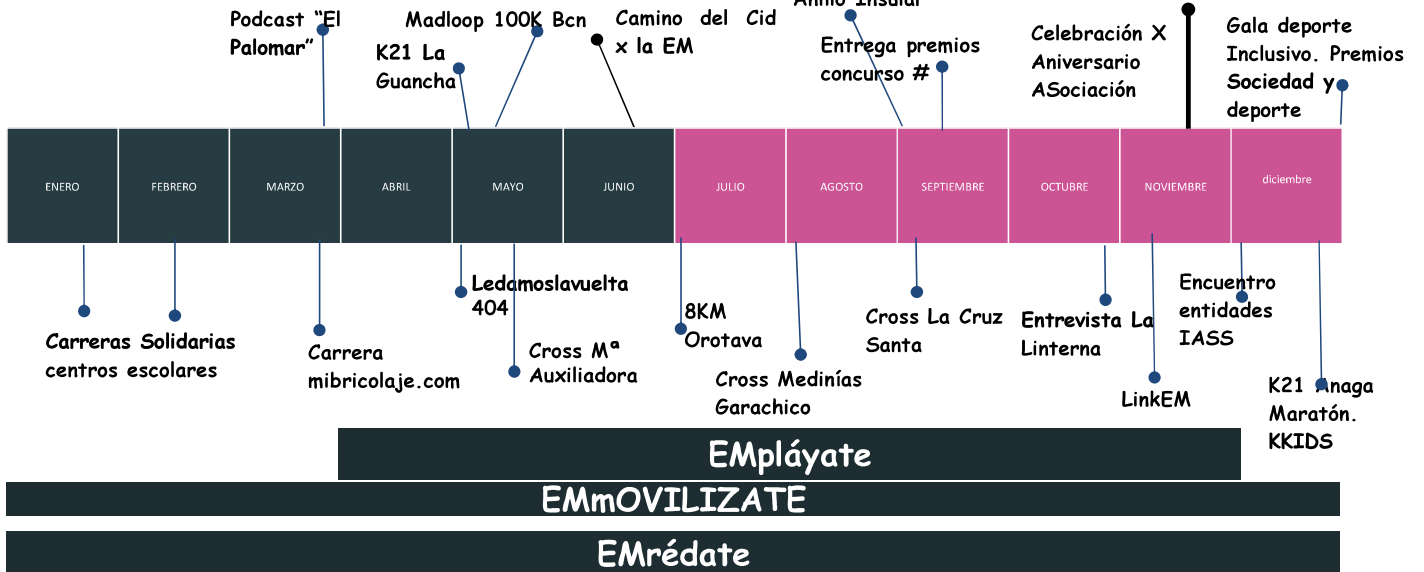 Podcast “El
Palomar”
K21 La
Guancha
Madloop 100K Bcn
Camino del Cid
x la EM
Insular
Entrega premios
concurso #
Celebración X
Aniversario
ASociación
Gala deporte
Inclusivo. Premios
Sociedad y
deporte
ENERO
FEBRERO
MARZO
ABRIL
MAYO
JUNIO
JULIO
AGOSTO
SEPTIEMBRE
OCTUBRE
NOVIEMBRE
diciembre
Carreras Solidarias
centros escolares
Carrera
mibricolaje.com
Ledamoslavuelta
404
Cross Mª
Auxiliadora
8KM
Orotava
Cross Medinías
Garachico
Cross La Cruz
Santa
Entrevista La
Linterna
LinkEM
Encuentro
entidades
IASS
K21 Anaga
Maratón.
KKIDS
EMpláyate
EMmOVILIZATE
EMrédate